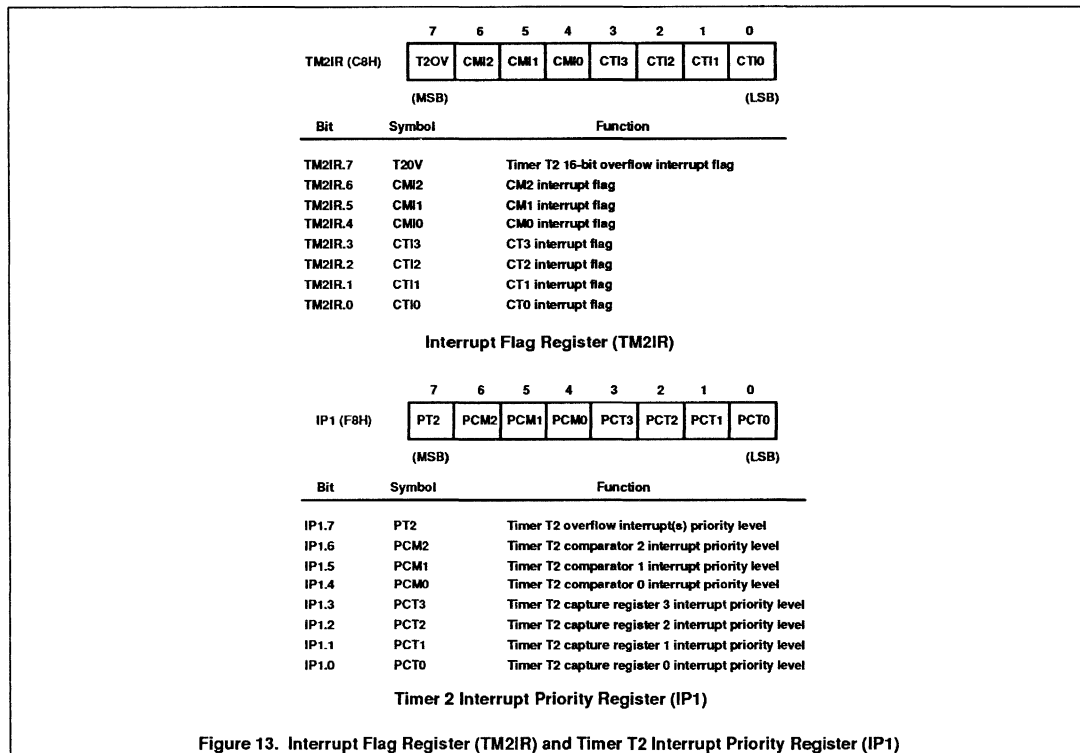 7 6 5 4 3 2 1 0
TM2IR (C8H) T2OV CMI2 CMI1 CMI0 CTI3 CTI2 CTI1 CTI0
(MSB) (LSB)
Bit Symbol Function
TM2IR.7 T20V Timer T2 16-bit overflow interrupt flag
TM2IR.6 CMI2 CM2 interrupt flag
TM2IR.5 CMI1 CM1 interrupt flag
TM2IR.4 CMI0 CM0 interrupt flag
TM2IR.3 CTI3 CT3 interrupt flag
TM2IR.2 CTI2 CT2 interrupt flag
TM2IR.1 CTI1 CT1 interrupt flag
TM2IR.0 CTI0 CT0 interrupt flag
Interrupt Flag Register (TM2IR)
7 6 5 4 3 2 1 0
IP1 (F8H) PT2 PCM2 PCM1 PCM0 PCT3 PCT2 PCT1 PCT0
(MSB) (LSB)
Bit Symbol Function
IP1.7 PT2 Timer T2 overflow interrupt(s) priority level
IP1.6 PCM2 Timer T2 comparator 2 interrupt priority level
IP1.5 PCM1 Timer T2 comparator 1 interrupt priority level
IP1.4 PCM0 Timer T2 comparator 0 interrupt priority level
IP1.3 PCT3 Timer T2 capture register 3 interrupt priority level
IP1.2 PCT2 Timer T2 capture register 2 interrupt priority level
IP1.1 PCT1 Timer T2 capture register 1 interrupt priority level
IP1.0 PCT0 Timer T2 capture register 0 interrupt priority level
Timer 2 Interrupt Priority Register (IP1)
Figure 13. Interrupt Flag Register (TM2IR) and Timer T2 Interrupt Priority Register (IP1)